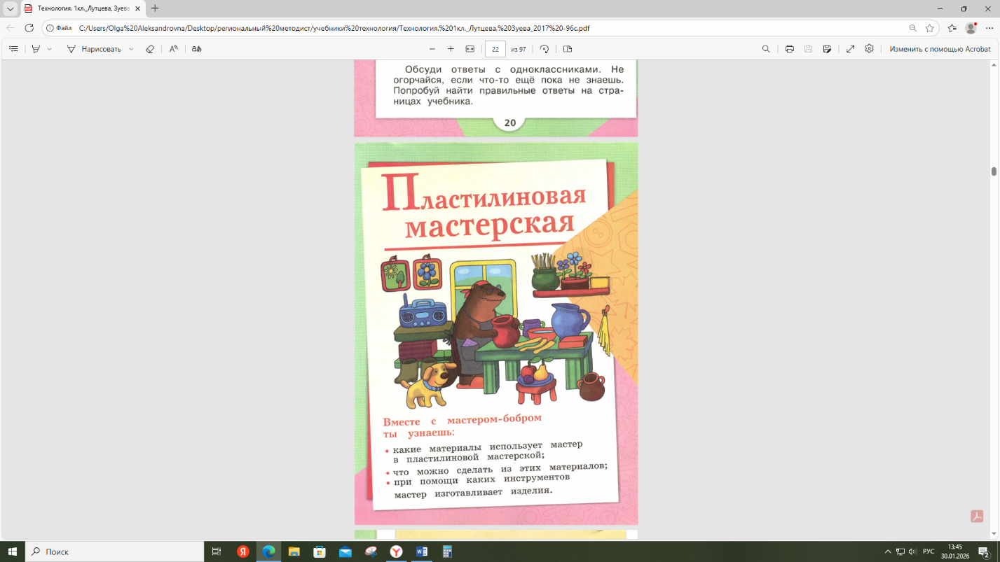 Технология. 1кл._Лутцева, Зуева
Файл
C:/Users/Olga%20Aleksandrovna/Desktop/региональный%20методист/учебники%20технология/Технология.%201кл._Лутцева,%20Зуева_2017%20-96с.pdf
Нарисовать
22 из 97
Изменить с помощью Acrobat
Обсуди ответы с одноклассниками. Не
огорчайся, если что-то ещё пока не знаешь.
Попробуй найти правильные ответы на стра-
ницах учебника.
20
Пластилиновая
мастерская
Вместе с мастером-бобром
ты узнаешь:
• какие материалы использует мастер
в пластилиновой мастерской;
• что можно сделать из этих материалов;
• при помощи каких инструментов
мастер изготавливает изделия.
Поиск
РУС
13:45
30.01.2026
2